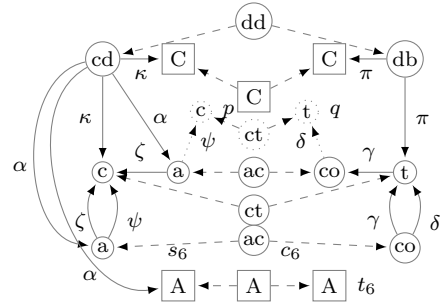 dd
cd κ C C π db
C
κ α c p t q π
ct
ψ δ
α ζ γ
c a ac co t
ct
ζ ψ γ δ
ac
a s₆ c₆ co
α A A A t₆